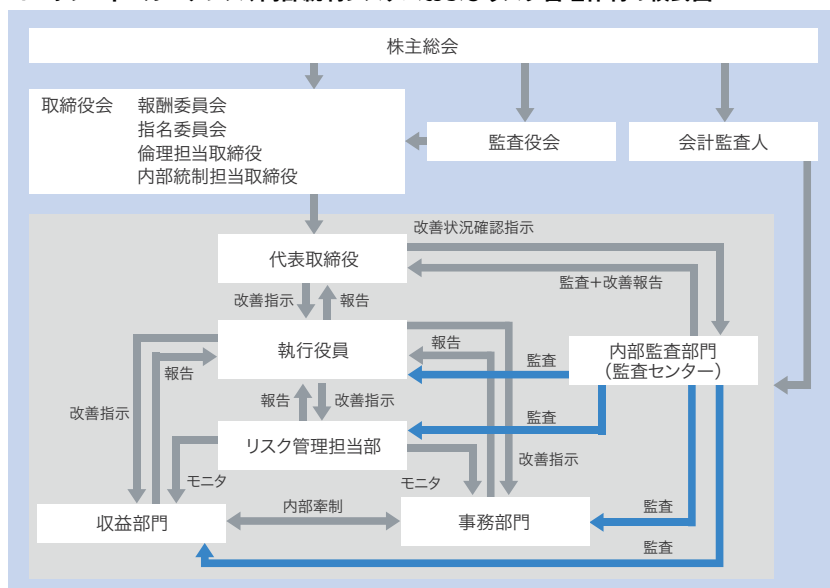 株主総会
取締役会 報酬委員会
指名委員会
倫理担当取締役
内部統制担当取締役
監査役会
会計監査人
改善状況確認指示
代表取締役
監査＋改善報告
改善指示
報告
執行役員
報告
監査
内部監査部門
（監査センター）
報告
改善指示
報告
改善指示
監査
リスク管理担当部
改善指示
モニタ
モニタ
収益部門
内部牽制
事務部門
監査
監査